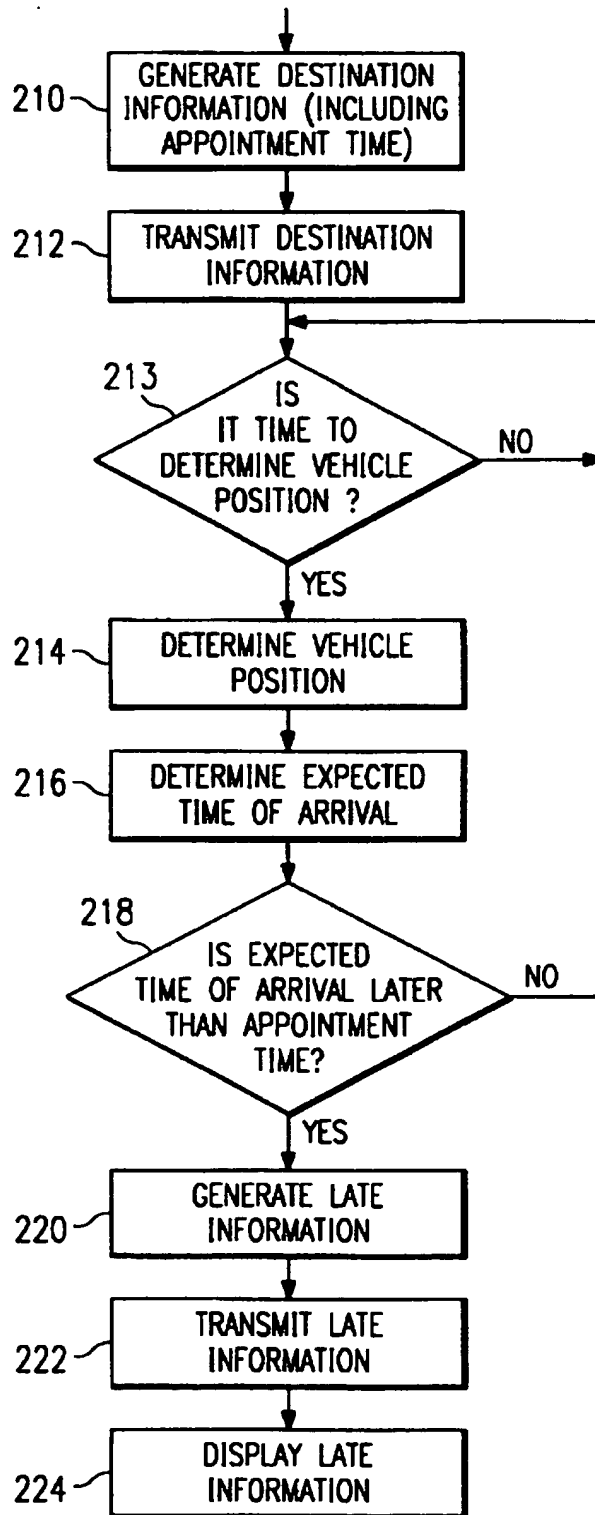 210
GENERATE DESTINATION
INFORMATION (INCLUDING
APPOINTMENT TIME)
212
TRANSMIT DESTINATION
INFORMATION
213
IS
IT TIME TO
DETERMINE VEHICLE
POSITION ?
NO
YES
214
DETERMINE VEHICLE
POSITION
216
DETERMINE EXPECTED
TIME OF ARRIVAL
218
IS EXPECTED
TIME OF ARRIVAL LATER
THAN APPOINTMENT
TIME?
NO
YES
220
GENERATE LATE
INFORMATION
222
TRANSMIT LATE
INFORMATION
224
DISPLAY LATE
INFORMATION